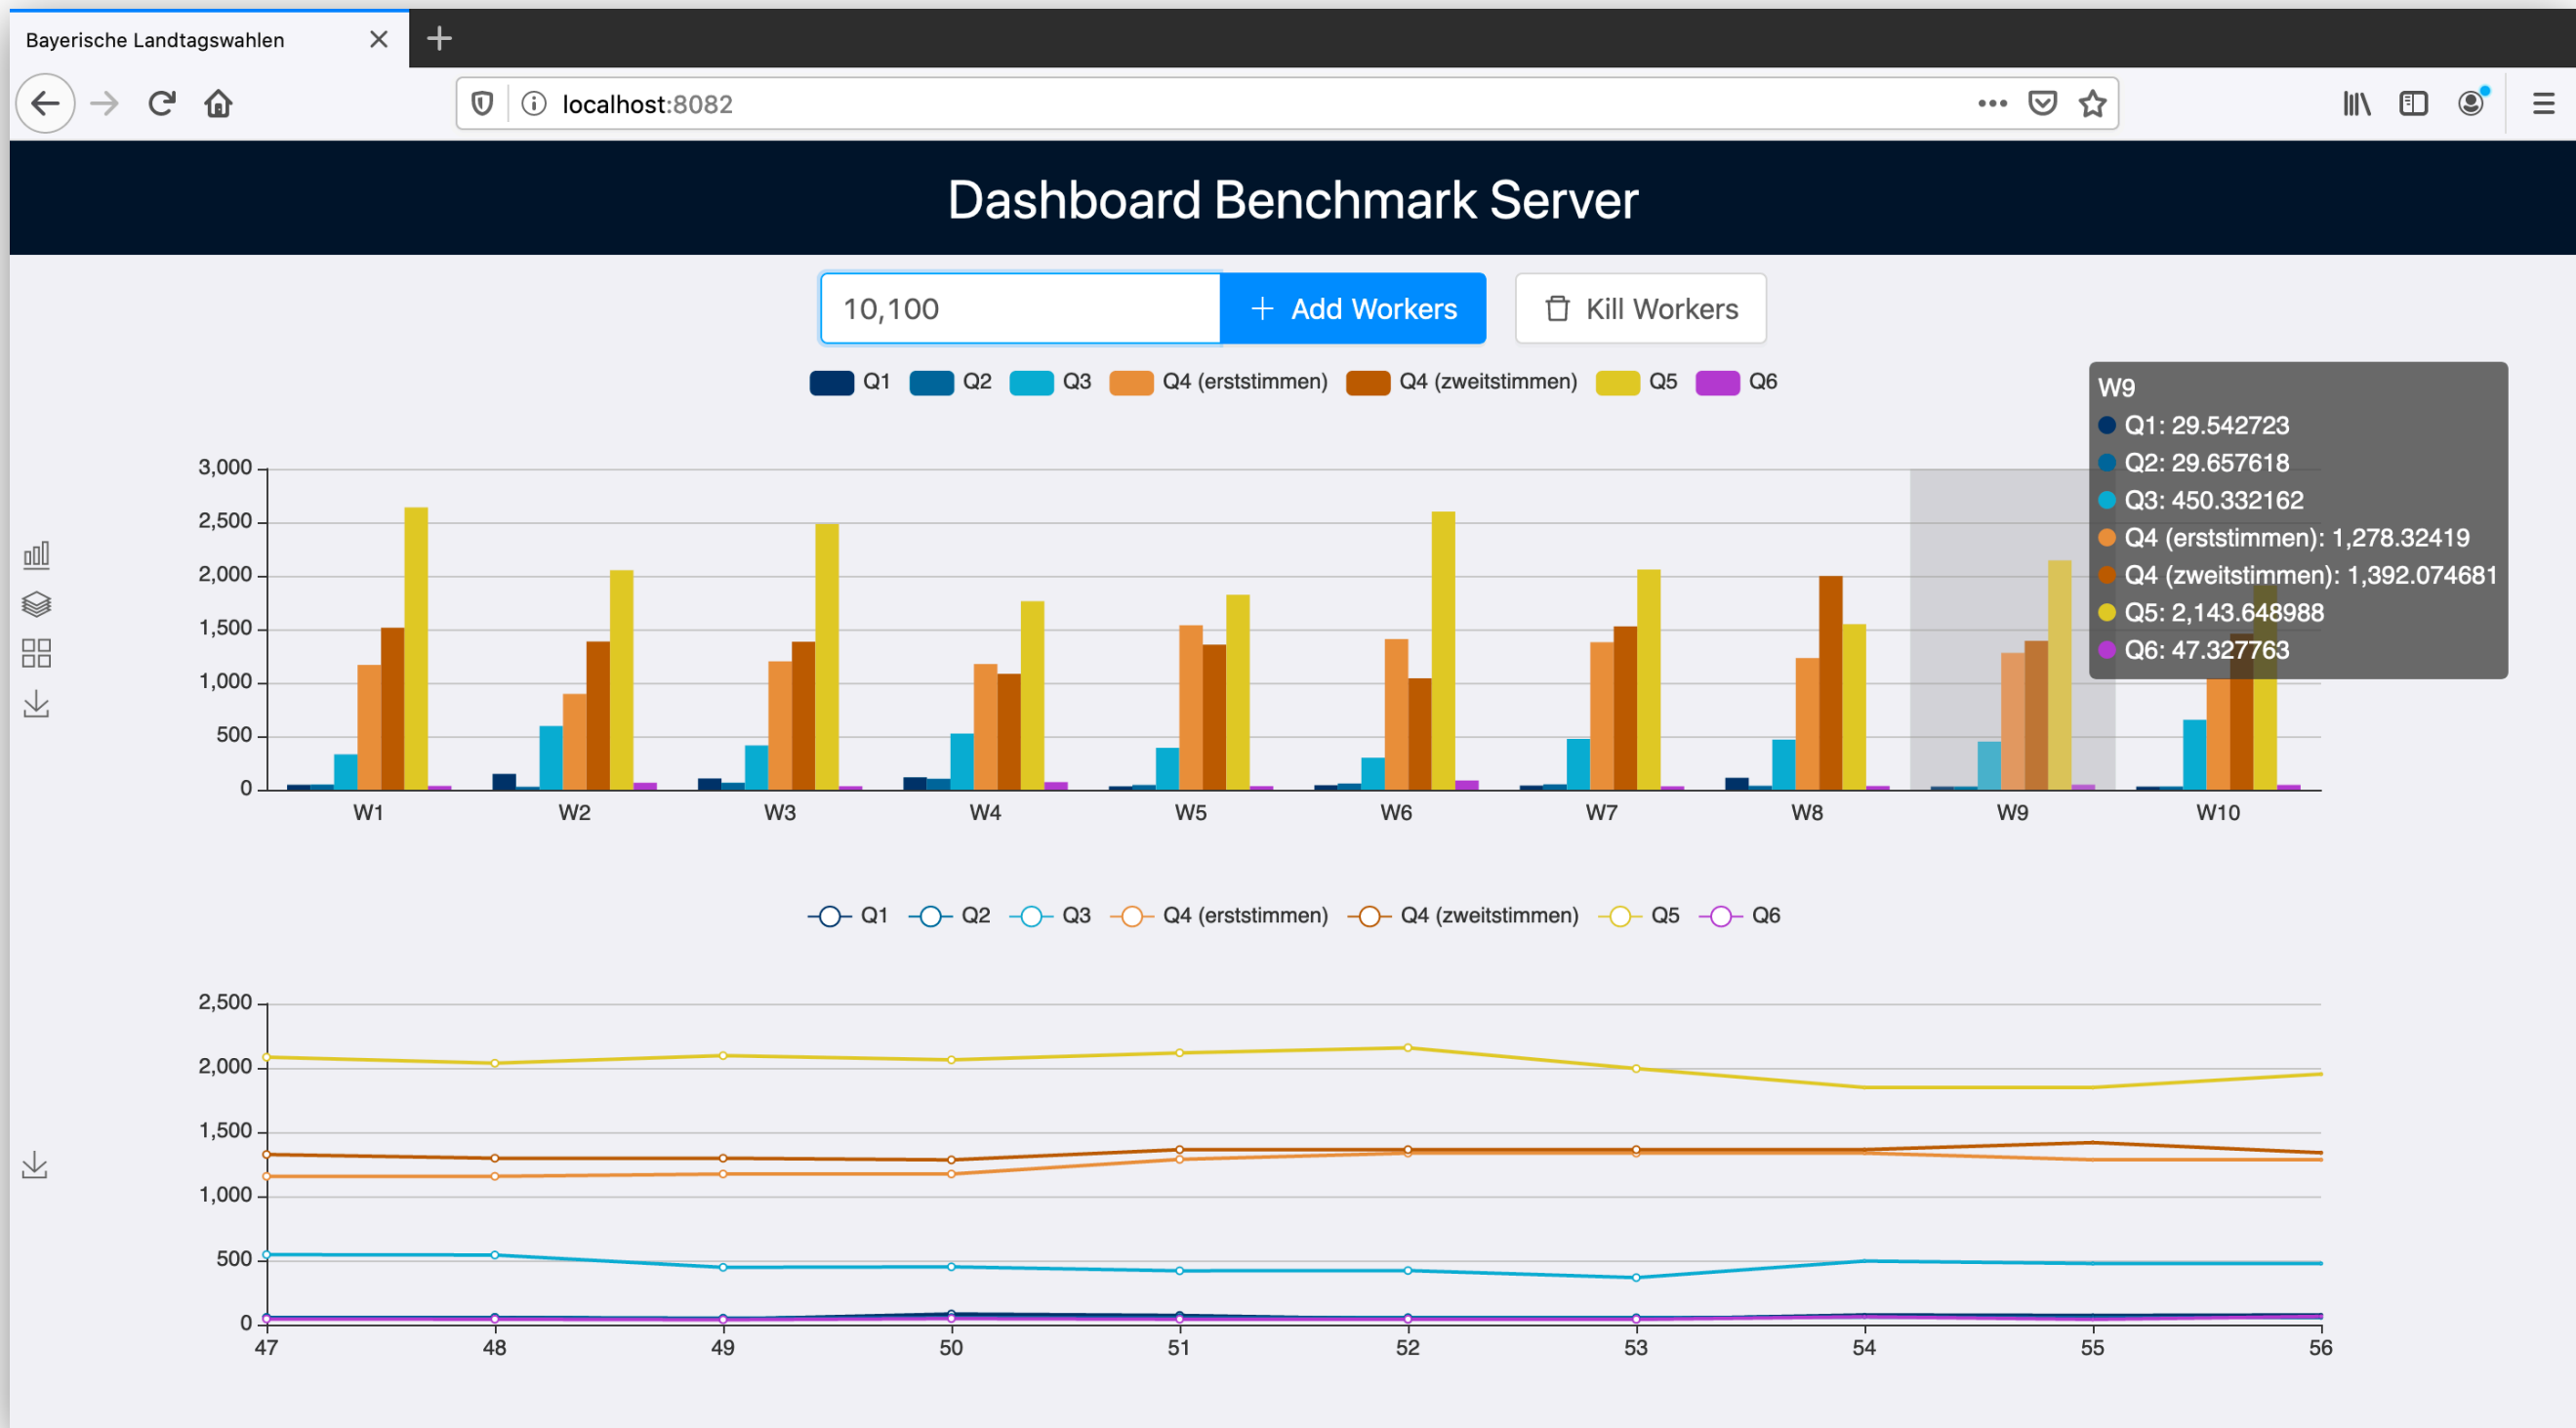 Bayerische Landtagswahlen
localhost:8082
Dashboard Benchmark Server
10,100
Add Workers
Kill Workers
Q1 Q2 Q3 Q4 (erststimmen) Q4 (zweitstimmen) Q5 Q6
W9
Q1: 29.542723
Q2: 29.657618
Q3: 450.332162
Q4 (erststimmen): 1,278.32419
Q4 (zweitstimmen): 1,392.074681
Q5: 2,143.648988
Q6: 47.327763
3,000
2,500
2,000
1,500
1,000
500
0
W1 W2 W3 W4 W5 W6 W7 W8 W9 W10
Q1 Q2 Q3 Q4 (erststimmen) Q4 (zweitstimmen) Q5 Q6
2,500
2,000
1,500
1,000
500
0
47 48 49 50 51 52 53 54 55 56